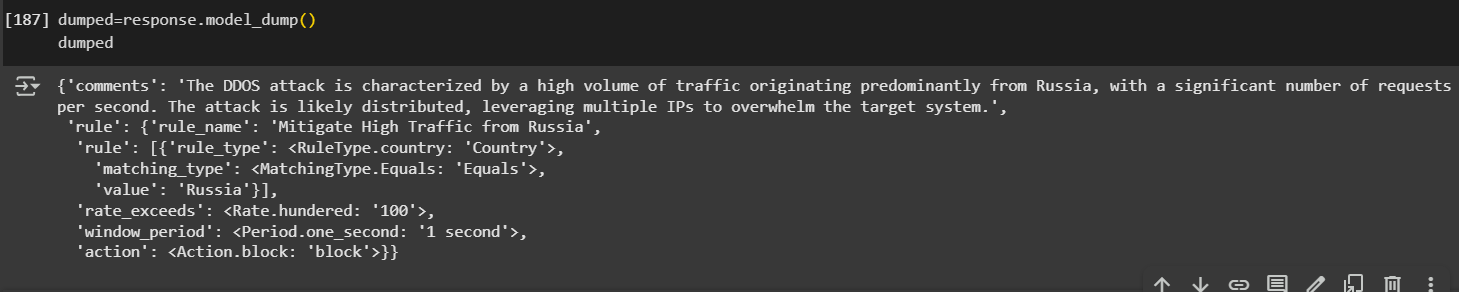 [187] dumped=response.model_dump()
dumped
{'comments': 'The DDOS attack is characterized by a high volume of traffic originating predominantly from Russia, with a significant number of requests
per second. The attack is likely distributed, leveraging multiple IPs to overwhelm the target system.',
'rule': {'rule_name': 'Mitigate High Traffic from Russia',
'rule': [{'rule_type': <RuleType.country: 'Country'>,
'matching_type': <MatchingType.Equals: 'Equals'>,
'value': 'Russia'}],
'rate_exceeds': <Rate.hundered: '100'>,
'window_period': <Period.one_second: '1 second'>,
'action': <Action.block: 'block'>}}